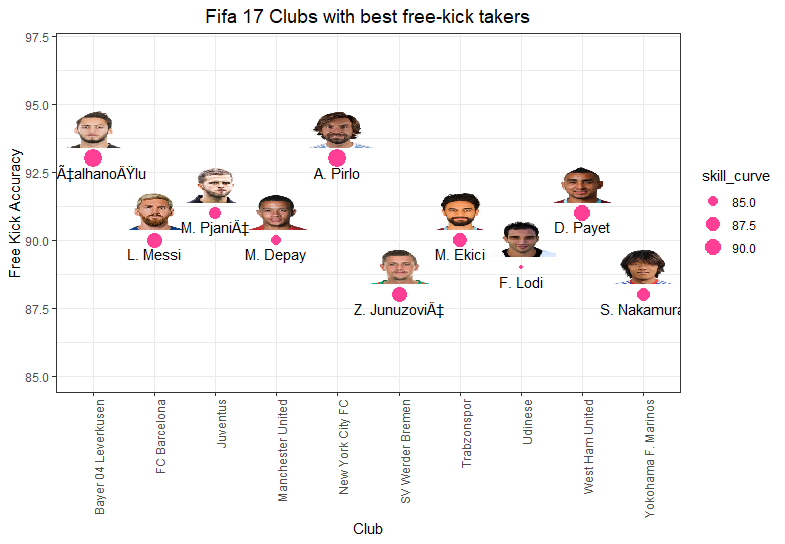 Fifa 17 Clubs with best free-kick takers
97.5
95.0
92.5
90.0
87.5
85.0
Free Kick Accuracy
Ã‡alhanoÄŸlu
A. Pirlo
M. PjaniÄ‡
D. Payet
L. Messi
M. Depay
M. Ekici
F. Lodi
Z. JunuzoviÄ‡
S. Nakamura
skill_curve
85.0
87.5
90.0
Bayer 04 Leverkusen
FC Barcelona
Juventus
Manchester United
New York City FC
SV Werder Bremen
Trabzonspor
Udinese
West Ham United
Yokohama F. Marinos
Club